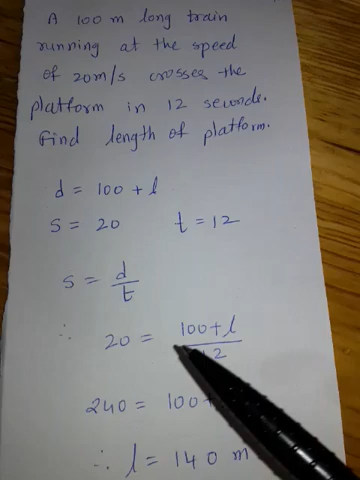 A 100 m long train
running at the speed
of 20m/s crosses the
platform in 12 seconds.
Find length of platform.
d = 100 + l
s = 20 t = 12
s = d/t
∴ 20 = 100+l / 12
240 = 100+
∴ l = 140 m